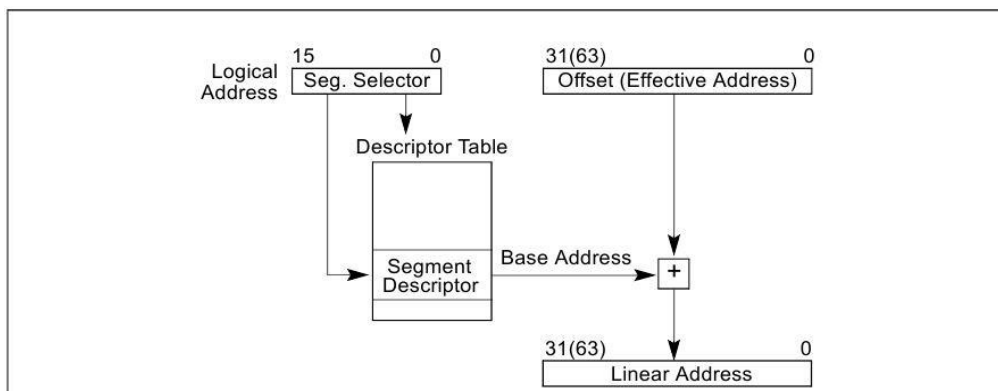 15 0
Logical
Address
Seg. Selector
31(63) 0
Offset (Effective Address)
Descriptor Table
Segment
Descriptor
Base Address
+
31(63) 0
Linear Address